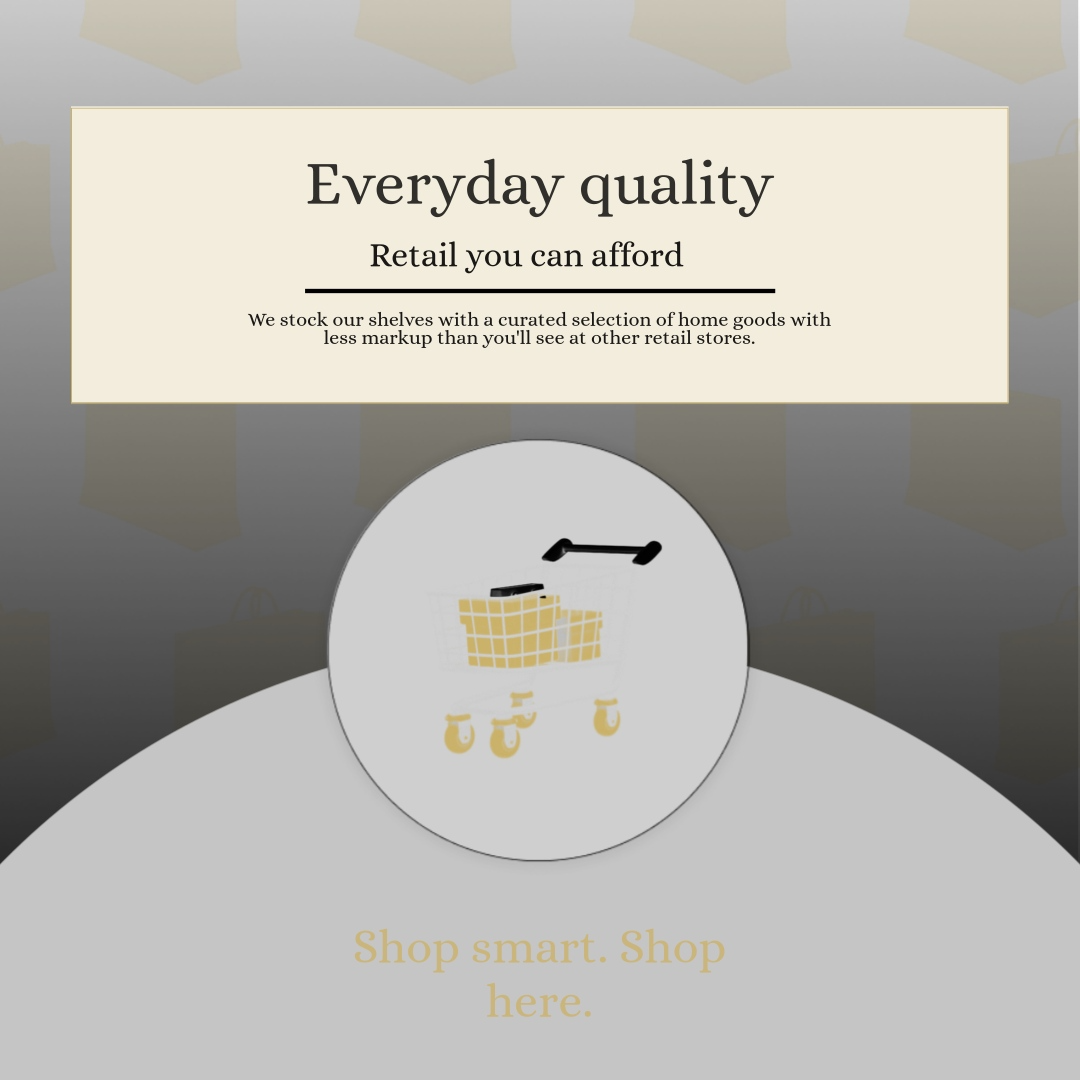 Everyday quality
Retail you can afford
We stock our shelves with a curated selection of home goods with
less markup than you'll see at other retail stores.
Shop smart. Shop
here.